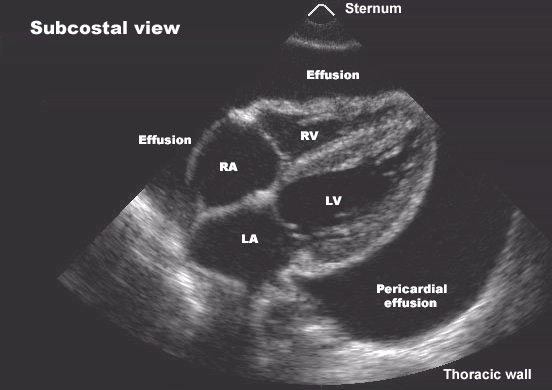 Sternum
Subcostal view
Effusion
Effusion
RV
RA
LV
LA
Pericardial
effusion
Thoracic wall